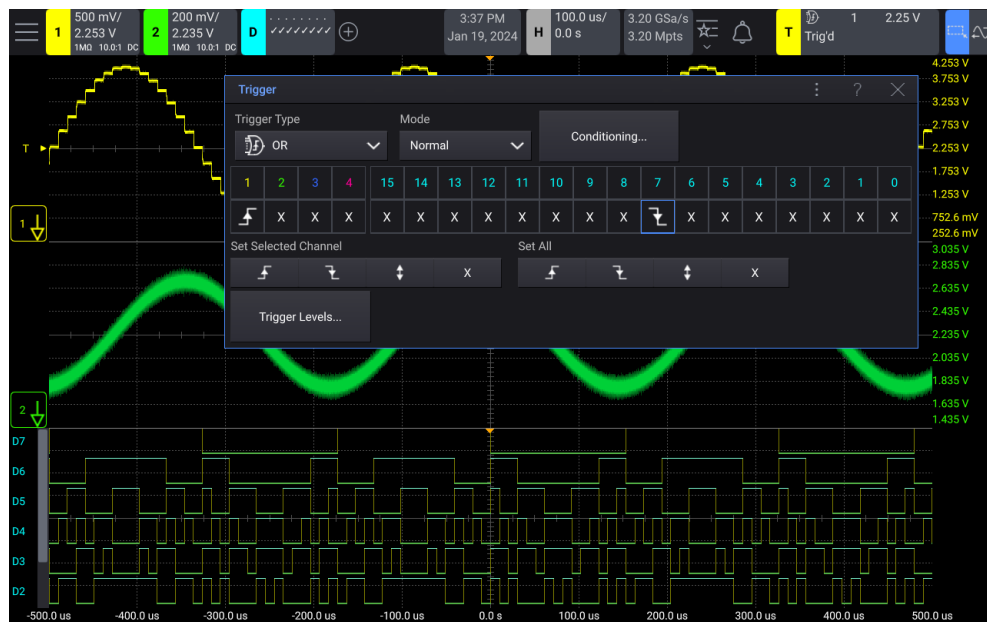 1 500 mV/ 2.253 V 1MΩ 10.0:1 DC
2 200 mV/ 2.235 V 1MΩ 10.0:1 DC
D
3:37 PM
Jan 19, 2024
H 100.0 us/ 0.0 s
3.20 GSa/s
3.20 Mpts
T 1 2.25 V
Trig'd
Trigger
?
Trigger Type
Mode
OR
Normal
Conditioning...
1 2 3 4 15 14 13 12 11 10 9 8 7 6 5 4 3 2 1 0
X X X X X X X X X X X X X X X X X X
Set Selected Channel
Set All
X
X
Trigger Levels...
4.253 V
3.753 V
3.253 V
2.753 V
T
2.253 V
1.753 V
1.253 V
1
752.6 mV
252.6 mV
3.035 V
2.835 V
2.635 V
2.435 V
2.235 V
2.035 V
1.835 V
2
1.635 V
1.435 V
D7
D6
D5
D4
D3
D2
-500.0 us -400.0 us -300.0 us -200.0 us -100.0 us 0.0 s 100.0 us 200.0 us 300.0 us 400.0 us 500.0 us